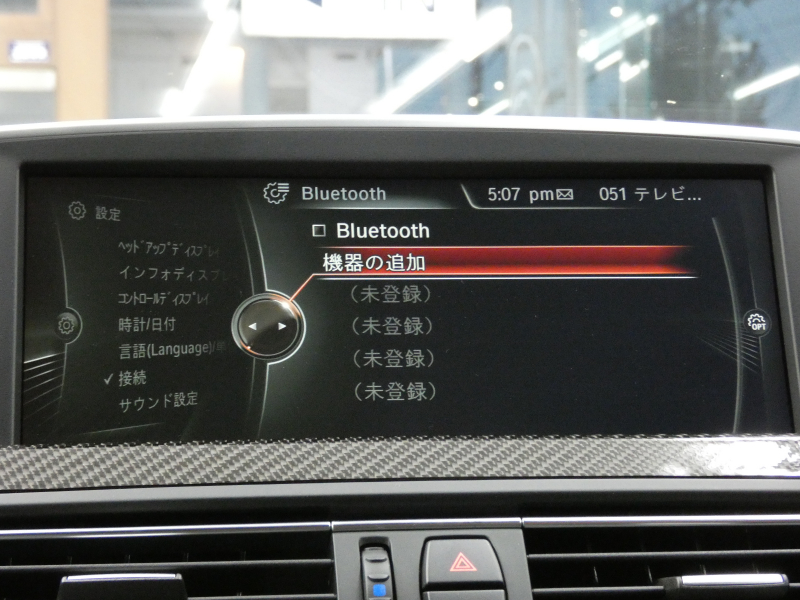 Bluetooth
5:07 pm
051 テレビ...
設定
ヘッドアップディスプレイ
インフォディスプ
コントロールディスプレイ
時計/日付
言語(Language)/単
接続
サウンド設定
Bluetooth
機器の追加
(未登録)
(未登録)
(未登録)
(未登録)
OPT